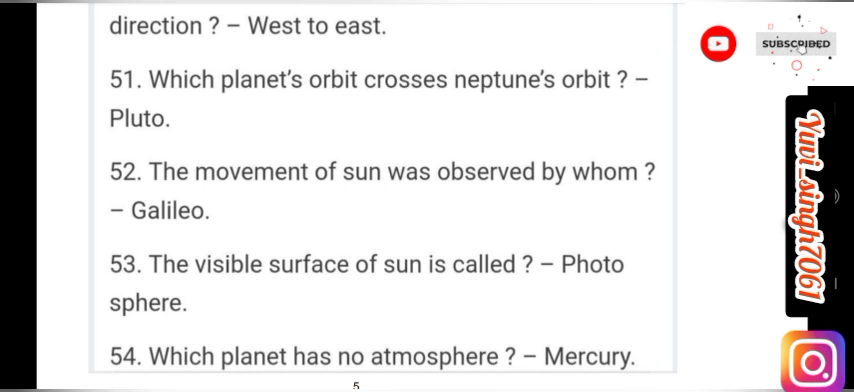 direction ? – West to east.
51. Which planet's orbit crosses neptune's orbit ? –
Pluto.
52. The movement of sun was observed by whom ?
– Galileo.
53. The visible surface of sun is called ? – Photo
sphere.
54. Which planet has no atmosphere ? – Mercury.
5
SUBSCRIBED
Yuvi_singh7061